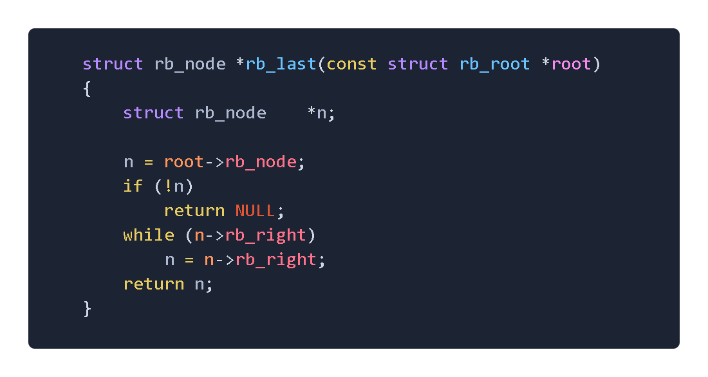 struct rb_node *rb_last(const struct rb_root *root)
{
    struct rb_node    *n;

    n = root->rb_node;
    if (!n)
        return NULL;
    while (n->rb_right)
        n = n->rb_right;
    return n;
}